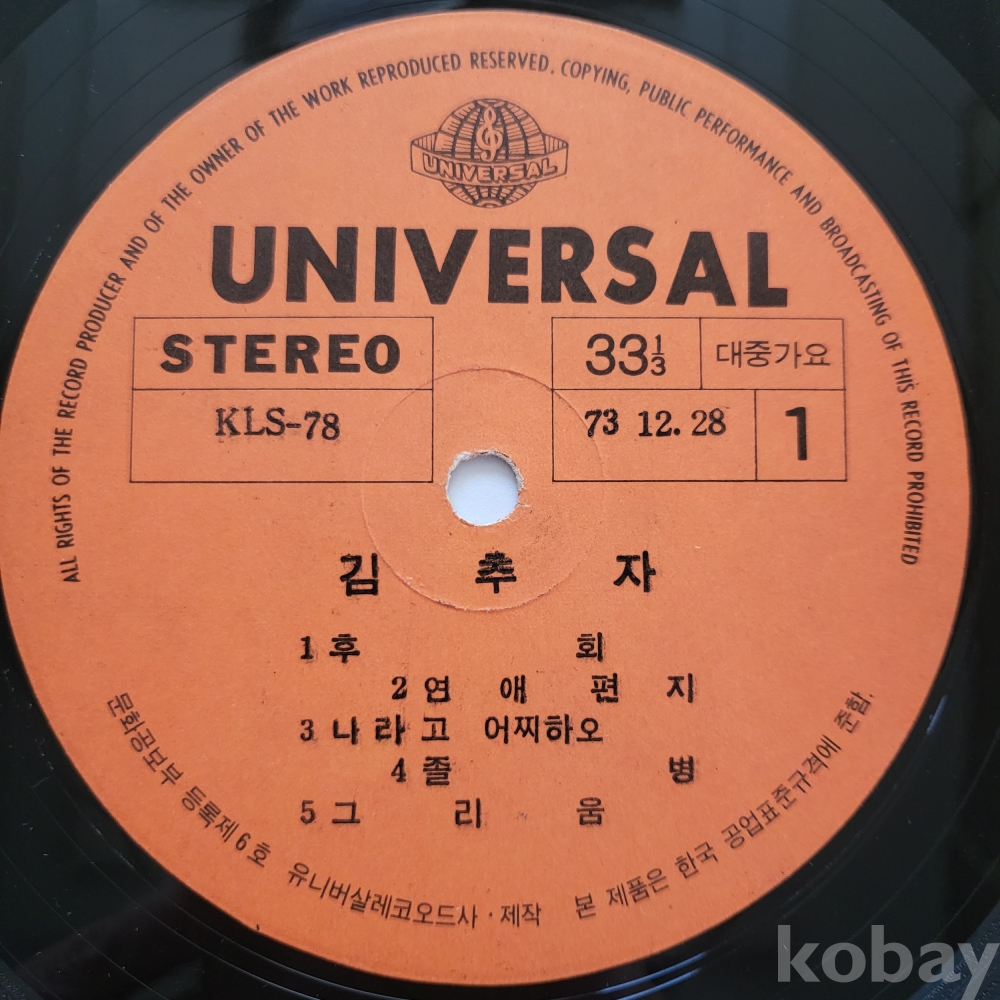 ALL RIGHTS OF THE RECORD PRODUCER AND OF THE OWNER OF THE WORK REPRODUCED RESERVED. COPYING, PUBLIC PERFORMANCE AND BROADCASTING OF THIS RECORD PROHIBITED
UNIVERSAL
UNIVERSAL
STEREO
33⅓ 대중가요
KLS-78
73 12. 28 1
김 추 자
1 후 회
2 연 애 편 지
3 나 라 고 어찌하오
4 졸 병
5 그 리 움
문화공보부 등록제 6 호 유니버살레코오드사 · 제작 본 제품은 한국 공업표준규격에 준함.
kobay